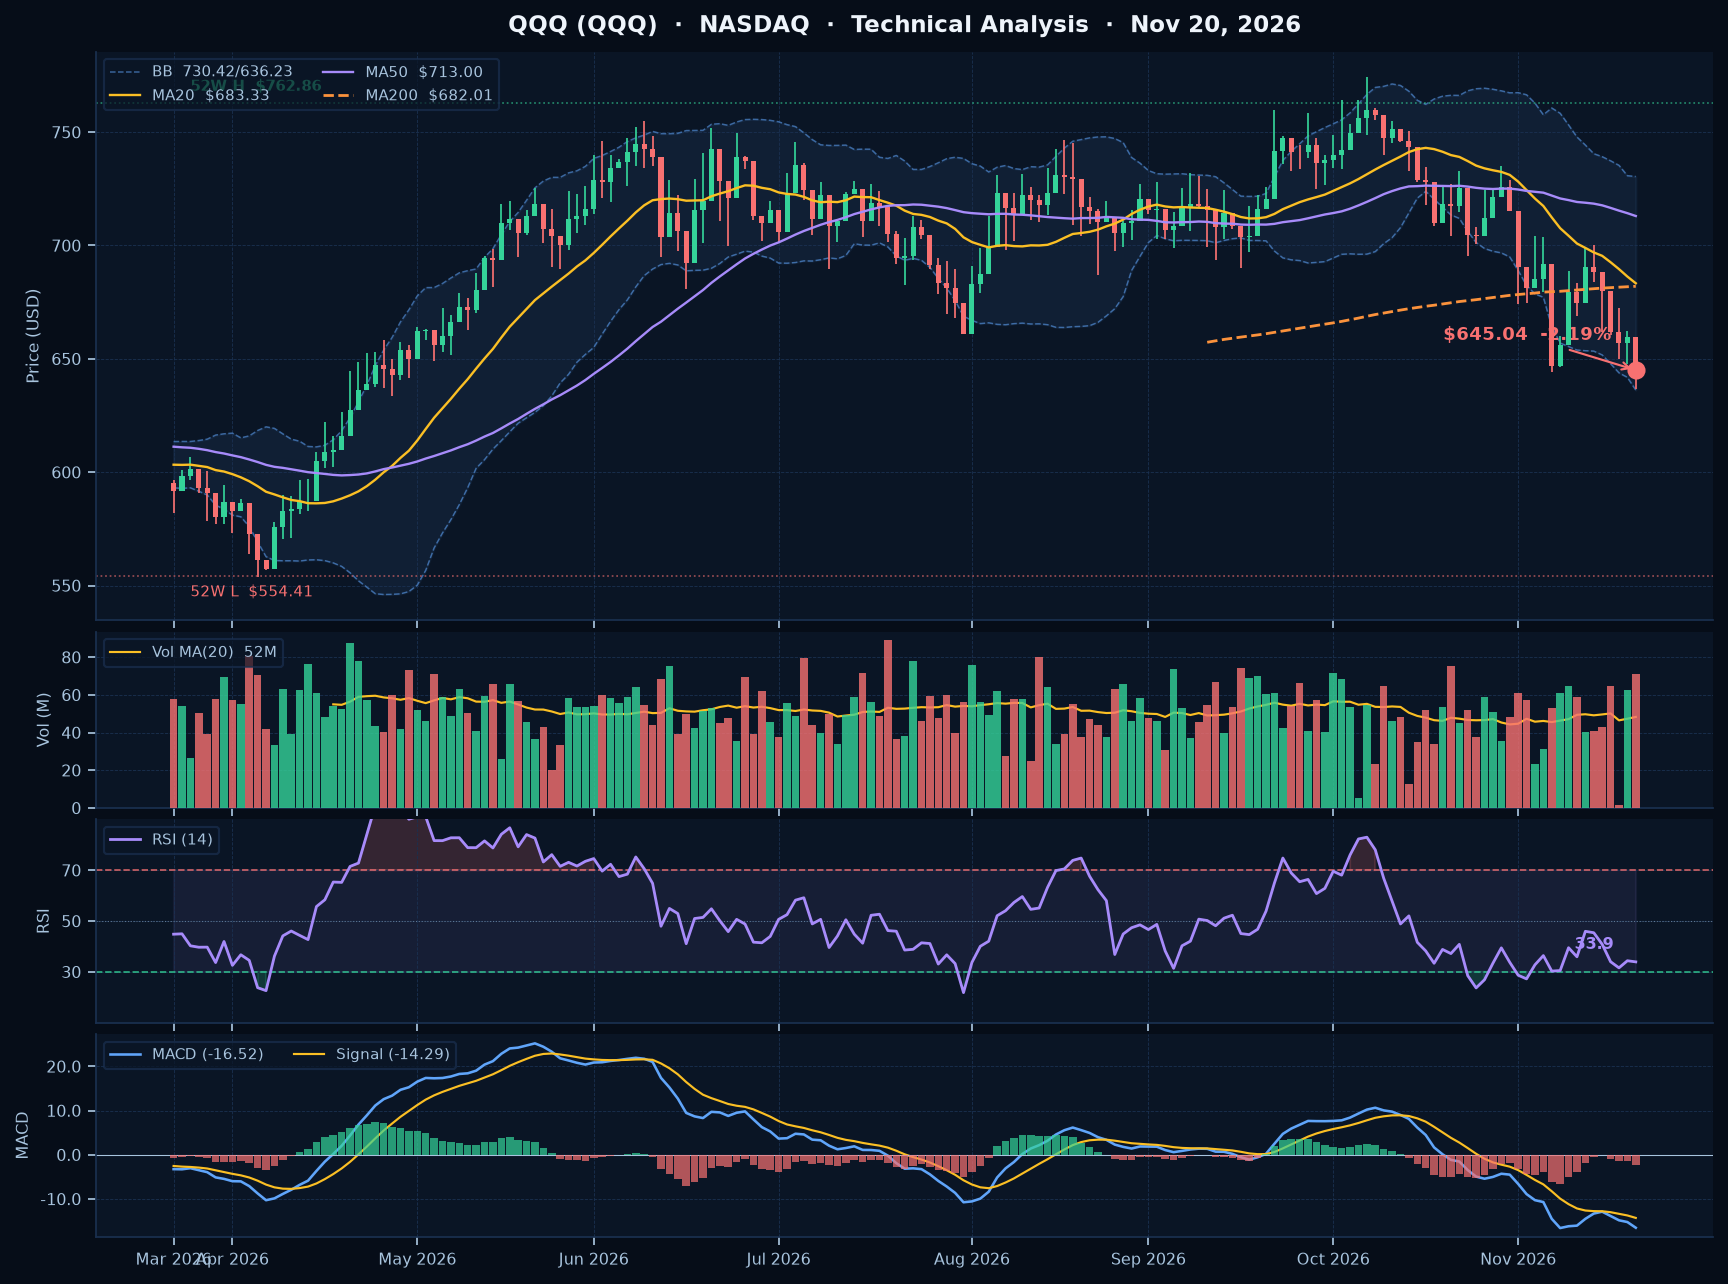 QQQ (QQQ)  ·  NASDAQ  ·  Technical Analysis  ·  Nov 20, 2026
BB  730.42/636.23
MA20  $683.33
MA50  $713.00
MA200  $682.01
52W H  $762.86
750
700
650
600
550
Price (USD)
$645.04  -2.19%
52W L  $554.41
Vol MA(20)  52M
80
60
40
20
0
Vol (M)
RSI (14)
70
50
30
RSI
33.9
MACD (-16.52)
Signal (-14.29)
20.0
10.0
0.0
-10.0
MACD
Mar 2026
Apr 2026
May 2026
Jun 2026
Jul 2026
Aug 2026
Sep 2026
Oct 2026
Nov 2026